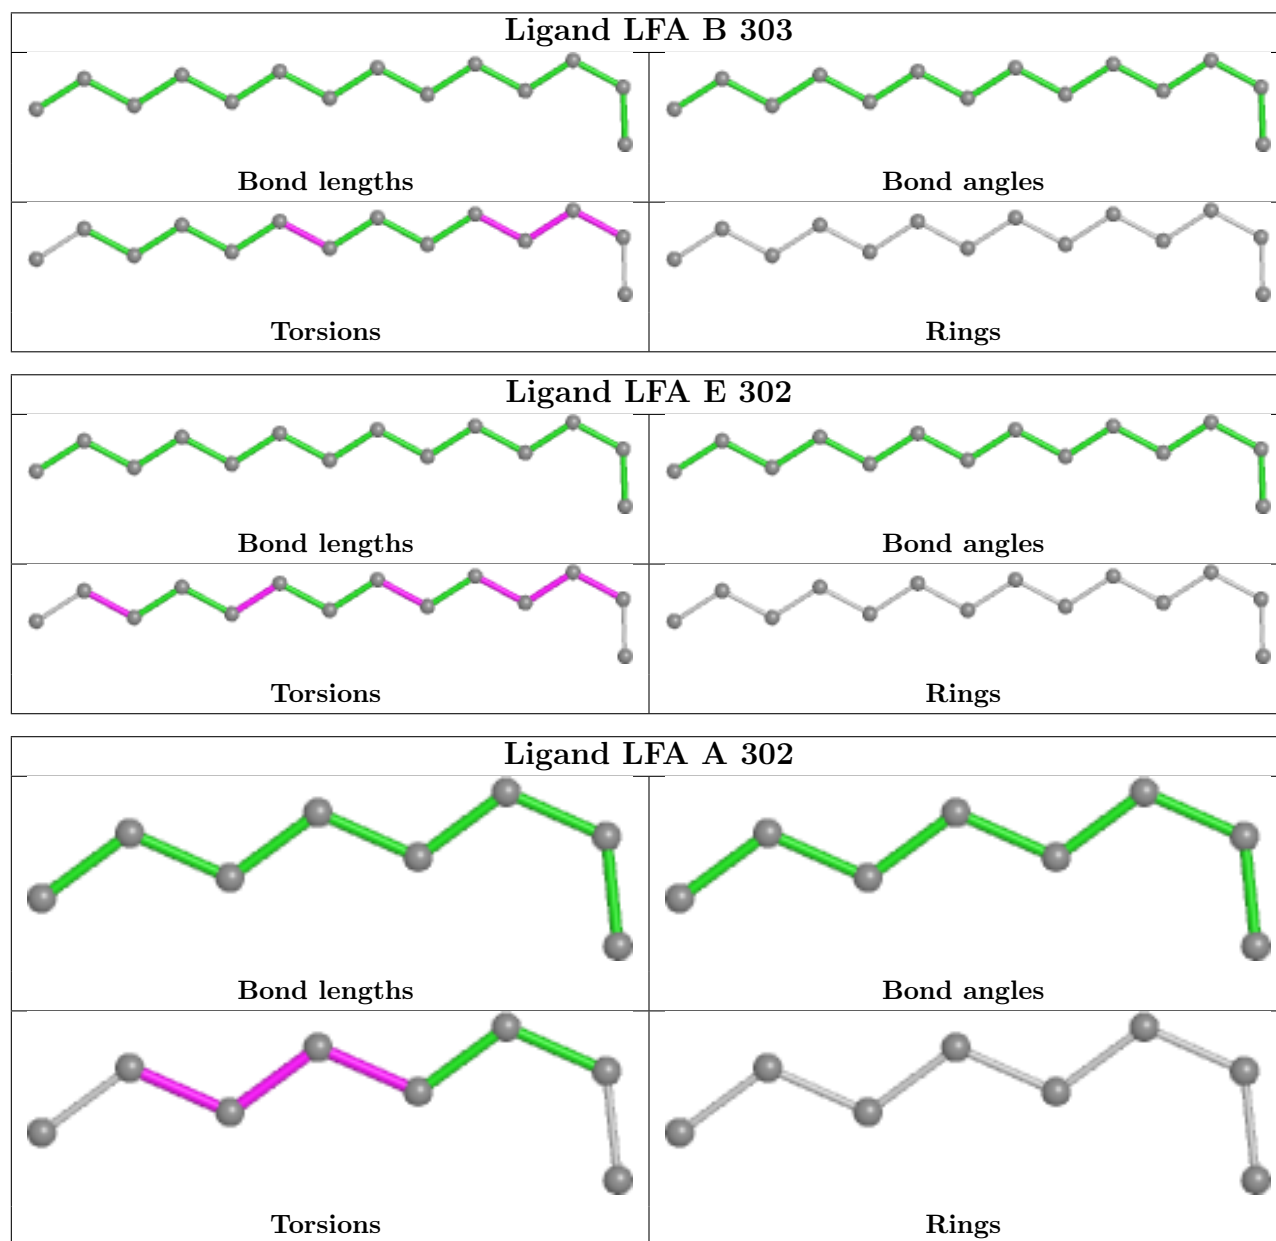 Ligand LFA B 303
Bond lengths
Bond angles
Torsions
Rings
Ligand LFA E 302
Bond lengths
Bond angles
Torsions
Rings
Ligand LFA A 302
Bond lengths
Bond angles
Torsions
Rings